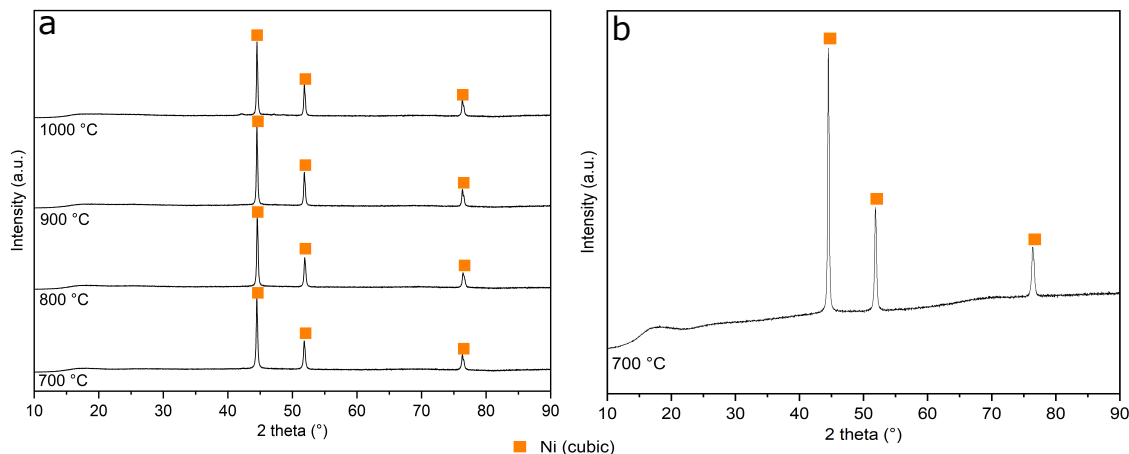 a
Intensity (a.u.)
1000 °C
900 °C
800 °C
700 °C
10 20 30 40 50 60 70 80 90
2 theta (°)
b
Intensity (a.u.)
700 °C
10 20 30 40 50 60 70 80 90
2 theta (°)
Ni (cubic)